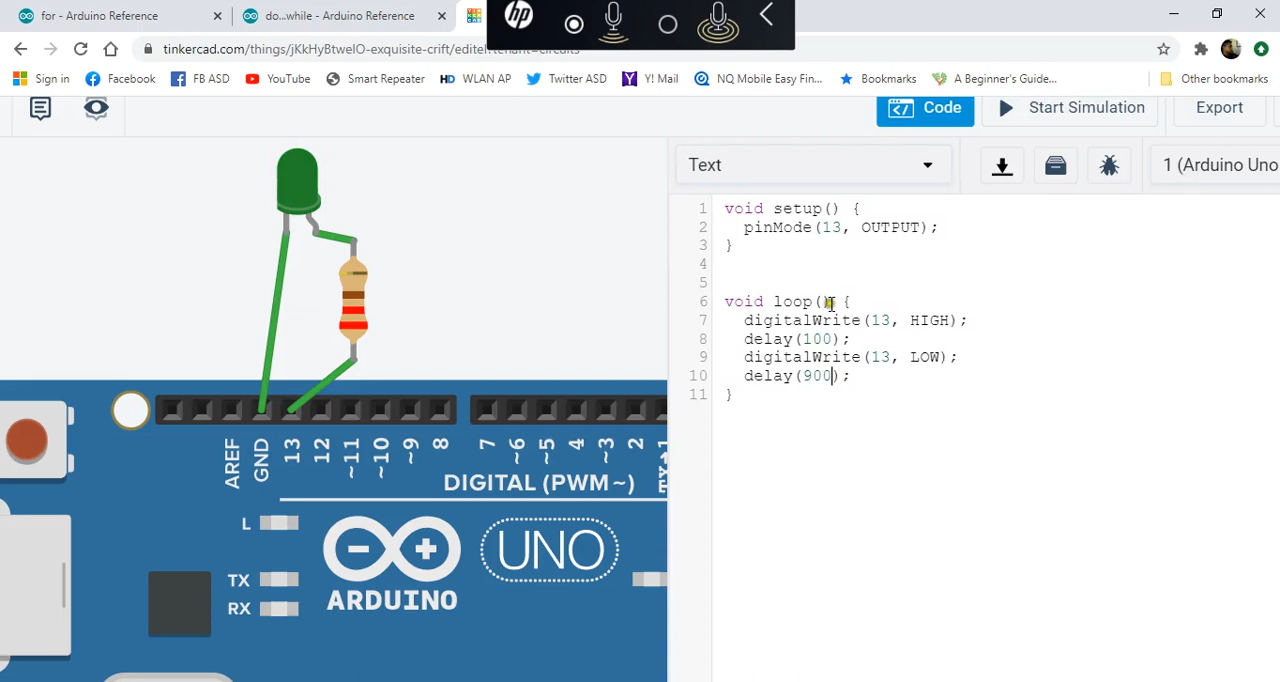 for - Arduino Reference
do...while - Arduino Reference
hp
tinkercad.com/things/jKkHyBtwelO-exquisite-crift/editel?tenant=circuits
Sign in
Facebook
FB ASD
YouTube
Smart Repeater
HD WLAN AP
Twitter ASD
Y! Mail
NQ Mobile Easy Fin...
Bookmarks
A Beginner's Guide...
Other bookmarks
Code
Start Simulation
Export
Text
1 (Arduino Uno
1 void setup() {
2 pinMode(13, OUTPUT);
3 }
4
5
6 void loop() {
7 digitalWrite(13, HIGH);
8 delay(100);
9 digitalWrite(13, LOW);
10 delay(900);
11 }
AREF
GND
13
12
~11
~10
~9
8
7
~6
~5
4
~3
2
DIGITAL (PWM~)
L
TX
RX
UNO
ARDUINO